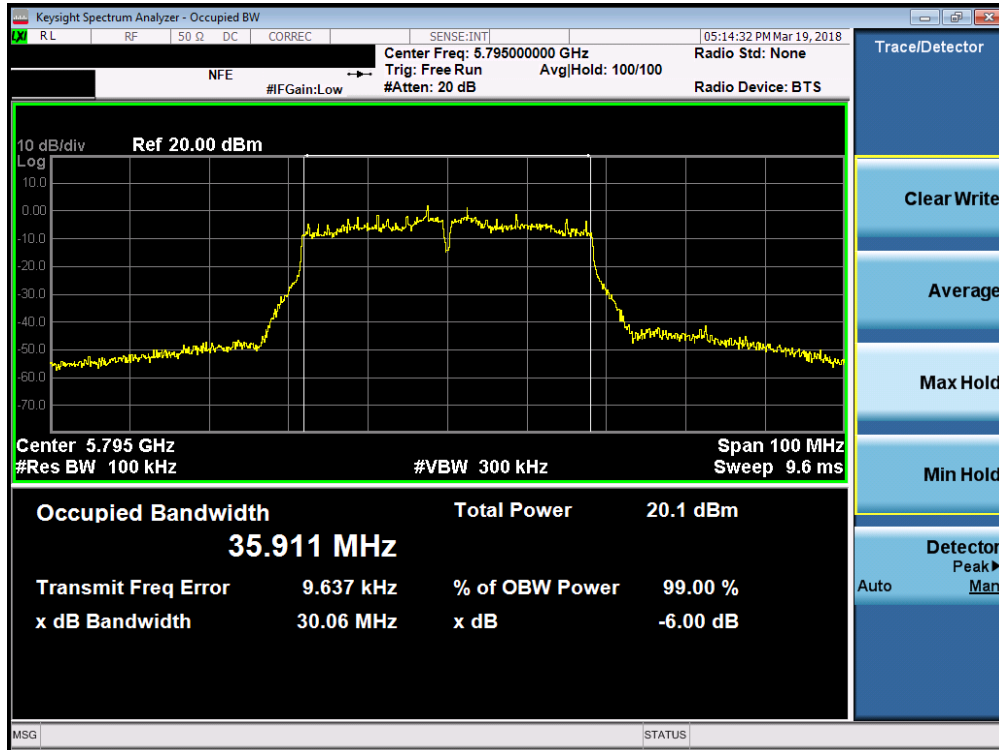 Keysight Spectrum Analyzer - Occupied BW
LXI RL RF 50 Ω DC CORREC SENSE:INT 05:14:32 PM Mar 19, 2018
Center Freq: 5.795000000 GHz Radio Std: None
NFE Trig: Free Run Avg|Hold: 100/100
#IFGain:Low #Atten: 20 dB Radio Device: BTS
10 dB/div Ref 20.00 dBm
Log
10.0
0.00
-10.0
-20.0
-30.0
-40.0
-50.0
-60.0
-70.0
Center 5.795 GHz Span 100 MHz
#Res BW 100 kHz #VBW 300 kHz Sweep 9.6 ms
Occupied Bandwidth Total Power 20.1 dBm
35.911 MHz
Transmit Freq Error 9.637 kHz % of OBW Power 99.00 %
x dB Bandwidth 30.06 MHz x dB -6.00 dB
Trace/Detector
Clear Write
Average
Max Hold
Min Hold
Detector
Peak
Auto Man
MSG STATUS